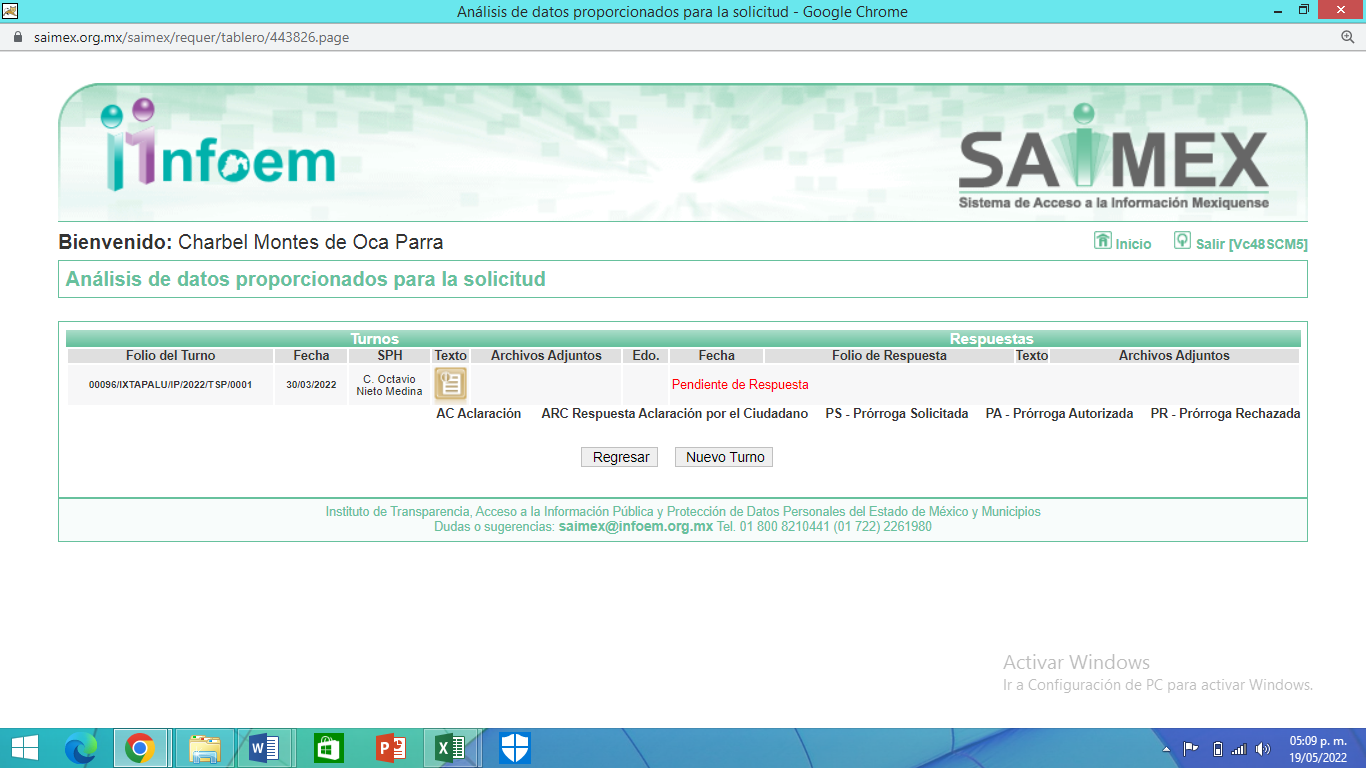 Análisis de datos proporcionados para la solicitud - Google Chrome
saimex.org.mx/saimex/requer/tablero/443826.page
infoem
SAIMEX
Sistema de Acceso a la Información Mexiquense
Bienvenido: Charbel Montes de Oca Parra
Inicio Salir [Vc48SCM5]
Análisis de datos proporcionados para la solicitud
Turnos Respuestas
Folio del Turno Fecha SPH Texto Archivos Adjuntos Edo. Fecha Folio de Respuesta Texto Archivos Adjuntos
00096/IXTAPALU/IP/2022/TSP/0001 30/03/2022 C. Octavio Nieto Medina Pendiente de Respuesta
AC Aclaración ARC Respuesta Aclaración por el Ciudadano PS - Prórroga Solicitada PA - Prórroga Autorizada PR - Prórroga Rechazada
Regresar Nuevo Turno
Instituto de Transparencia, Acceso a la Información Pública y Protección de Datos Personales del Estado de México y Municipios
Dudas o sugerencias: saimex@infoem.org.mx Tel. 01 800 8210441 (01 722) 2261980
Activar Windows
Ir a Configuración de PC para activar Windows.
05:09 p. m.
19/05/2022